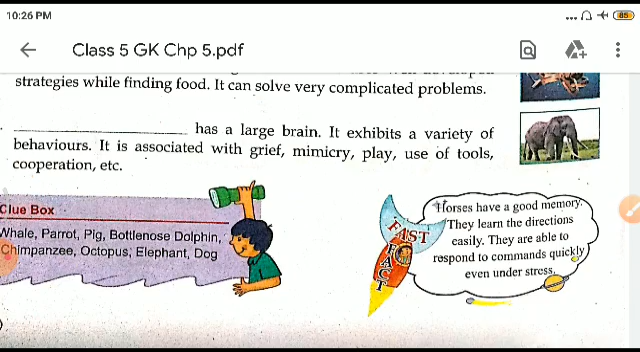 10:26 PM
85
Class 5 GK Chp 5.pdf
strategies while finding food. It can solve very complicated problems.
has a large brain. It exhibits a variety of
behaviours. It is associated with grief, mimicry, play, use of tools,
cooperation, etc.
Clue Box
Whale, Parrot, Pig, Bottlenose Dolphin,
Chimpanzee, Octopus, Elephant, Dog
FAST
FACT
Horses have a good memory.
They learn the directions
easily. They are able to
respond to commands quickly
even under stress.